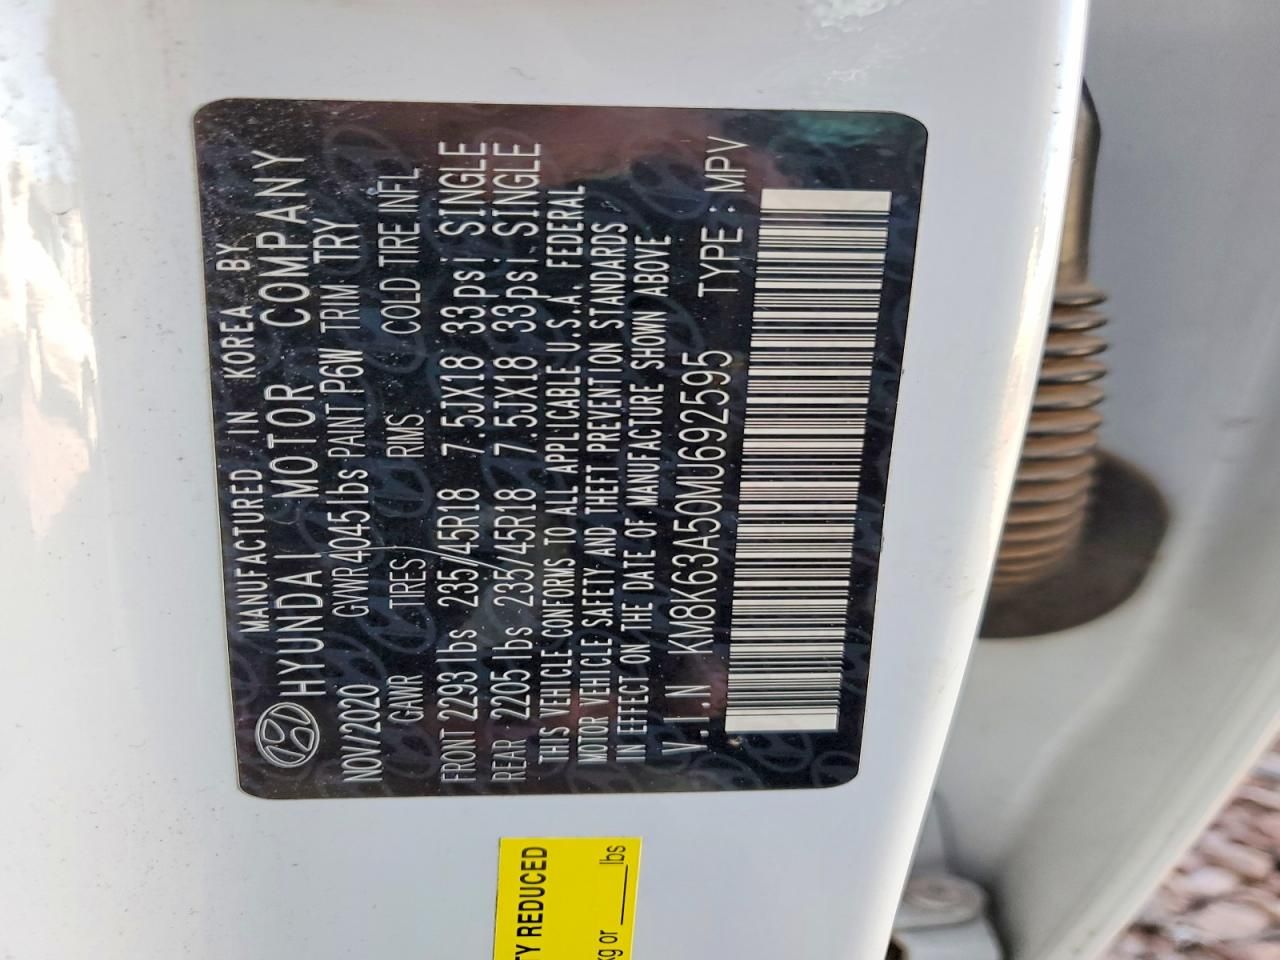 MANUFACTURED IN KOREA BY
HYUNDAI MOTOR COMPANY
NOV/2020 GVWR 4045lbs PAINT P6W TRIM TRY
GAWR TIRES RIMS COLD TIRE INFL
FRONT 2293 lbs 235/45R18 7.5JX18 33psi SINGLE
REAR 2205 lbs 235/45R18 7.5JX18 33psi SINGLE
THIS VEHICLE CONFORMS TO ALL APPLICABLE U.S.A. FEDERAL
MOTOR VEHICLE SAFETY AND THEFT PREVENTION STANDARDS
IN EFFECT ON THE DATE OF MANUFACTURE SHOWN ABOVE
V.I.N KM8K63A50MU692595 TYPE: MPV
TY REDUCED
kg or ____lbs